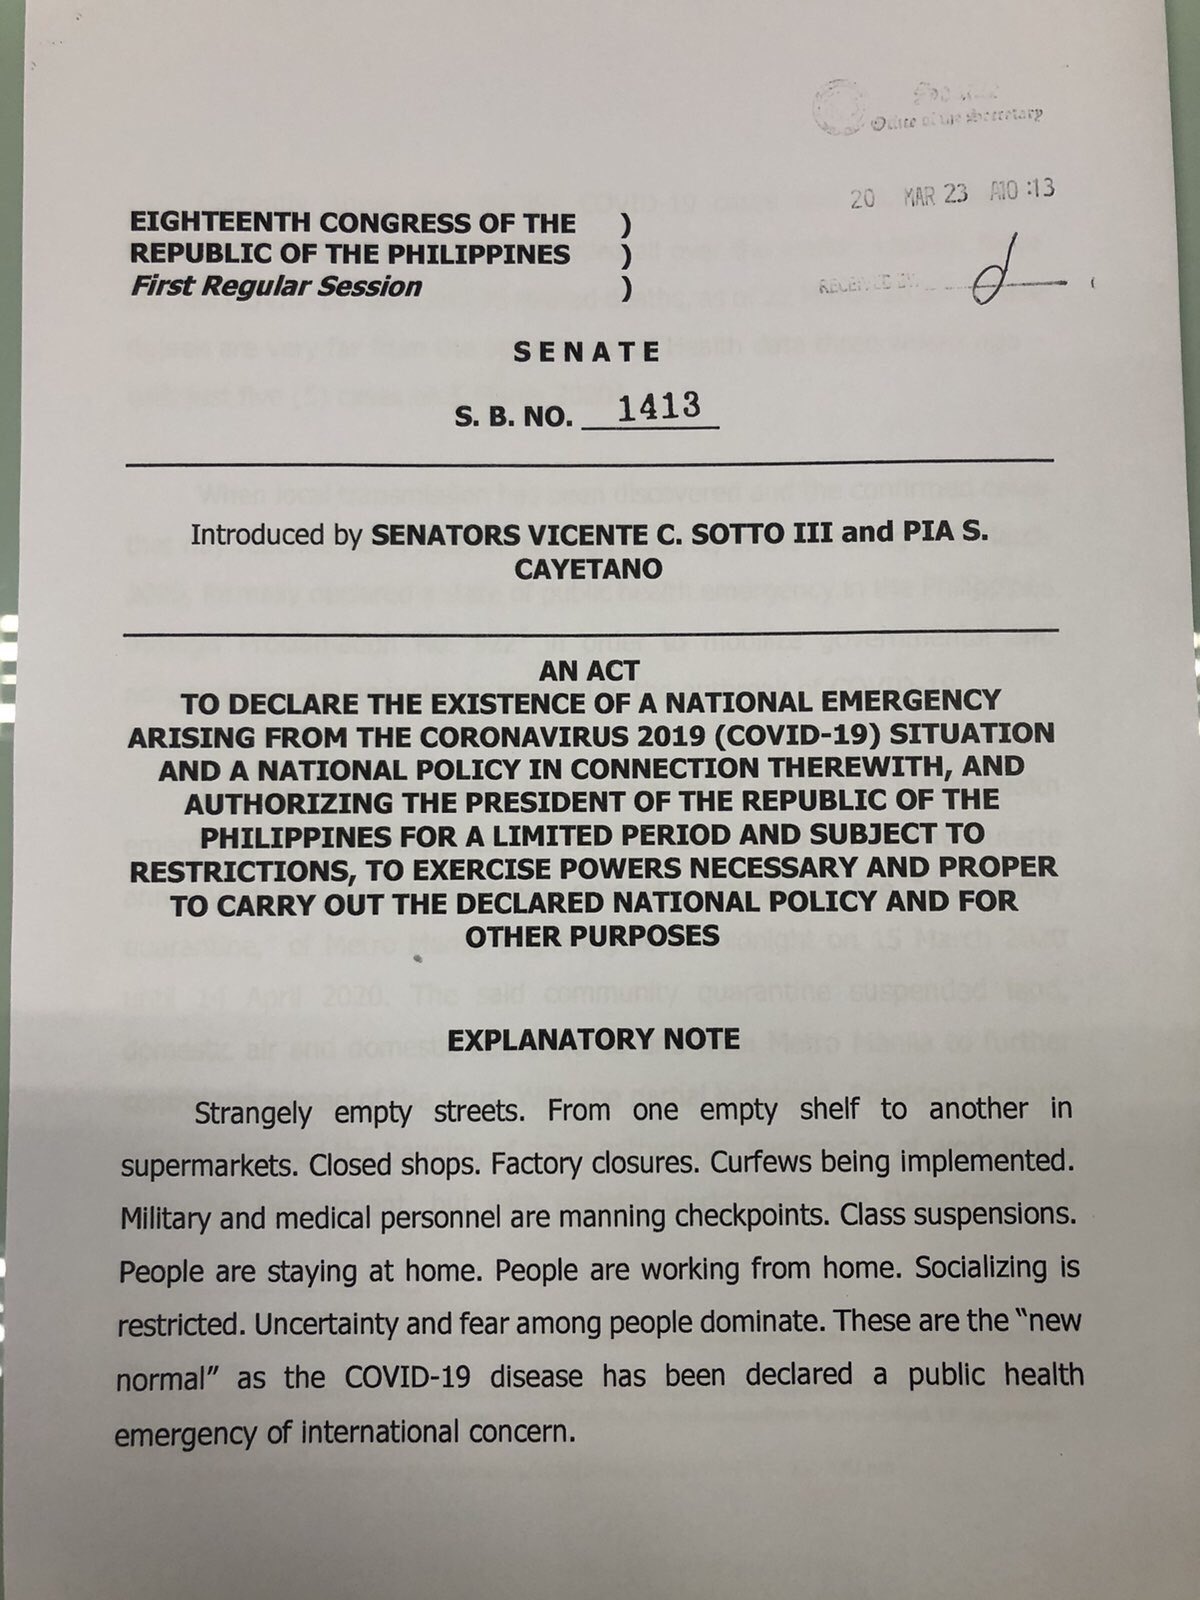 Office of the Secretary
20 MAR 23 A10:13
EIGHTEENTH CONGRESS OF THE )
REPUBLIC OF THE PHILIPPINES )
First Regular Session )
RECEIVED BY
SENATE
S. B. NO. 1413
Introduced by SENATORS VICENTE C. SOTTO III and PIA S.
CAYETANO
AN ACT
TO DECLARE THE EXISTENCE OF A NATIONAL EMERGENCY
ARISING FROM THE CORONAVIRUS 2019 (COVID-19) SITUATION
AND A NATIONAL POLICY IN CONNECTION THEREWITH, AND
AUTHORIZING THE PRESIDENT OF THE REPUBLIC OF THE
PHILIPPINES FOR A LIMITED PERIOD AND SUBJECT TO
RESTRICTIONS, TO EXERCISE POWERS NECESSARY AND PROPER
TO CARRY OUT THE DECLARED NATIONAL POLICY AND FOR
OTHER PURPOSES
EXPLANATORY NOTE
Strangely empty streets. From one empty shelf to another in
supermarkets. Closed shops. Factory closures. Curfews being implemented.
Military and medical personnel are manning checkpoints. Class suspensions.
People are staying at home. People are working from home. Socializing is
restricted. Uncertainty and fear among people dominate. These are the “new
normal” as the COVID-19 disease has been declared a public health
emergency of international concern.